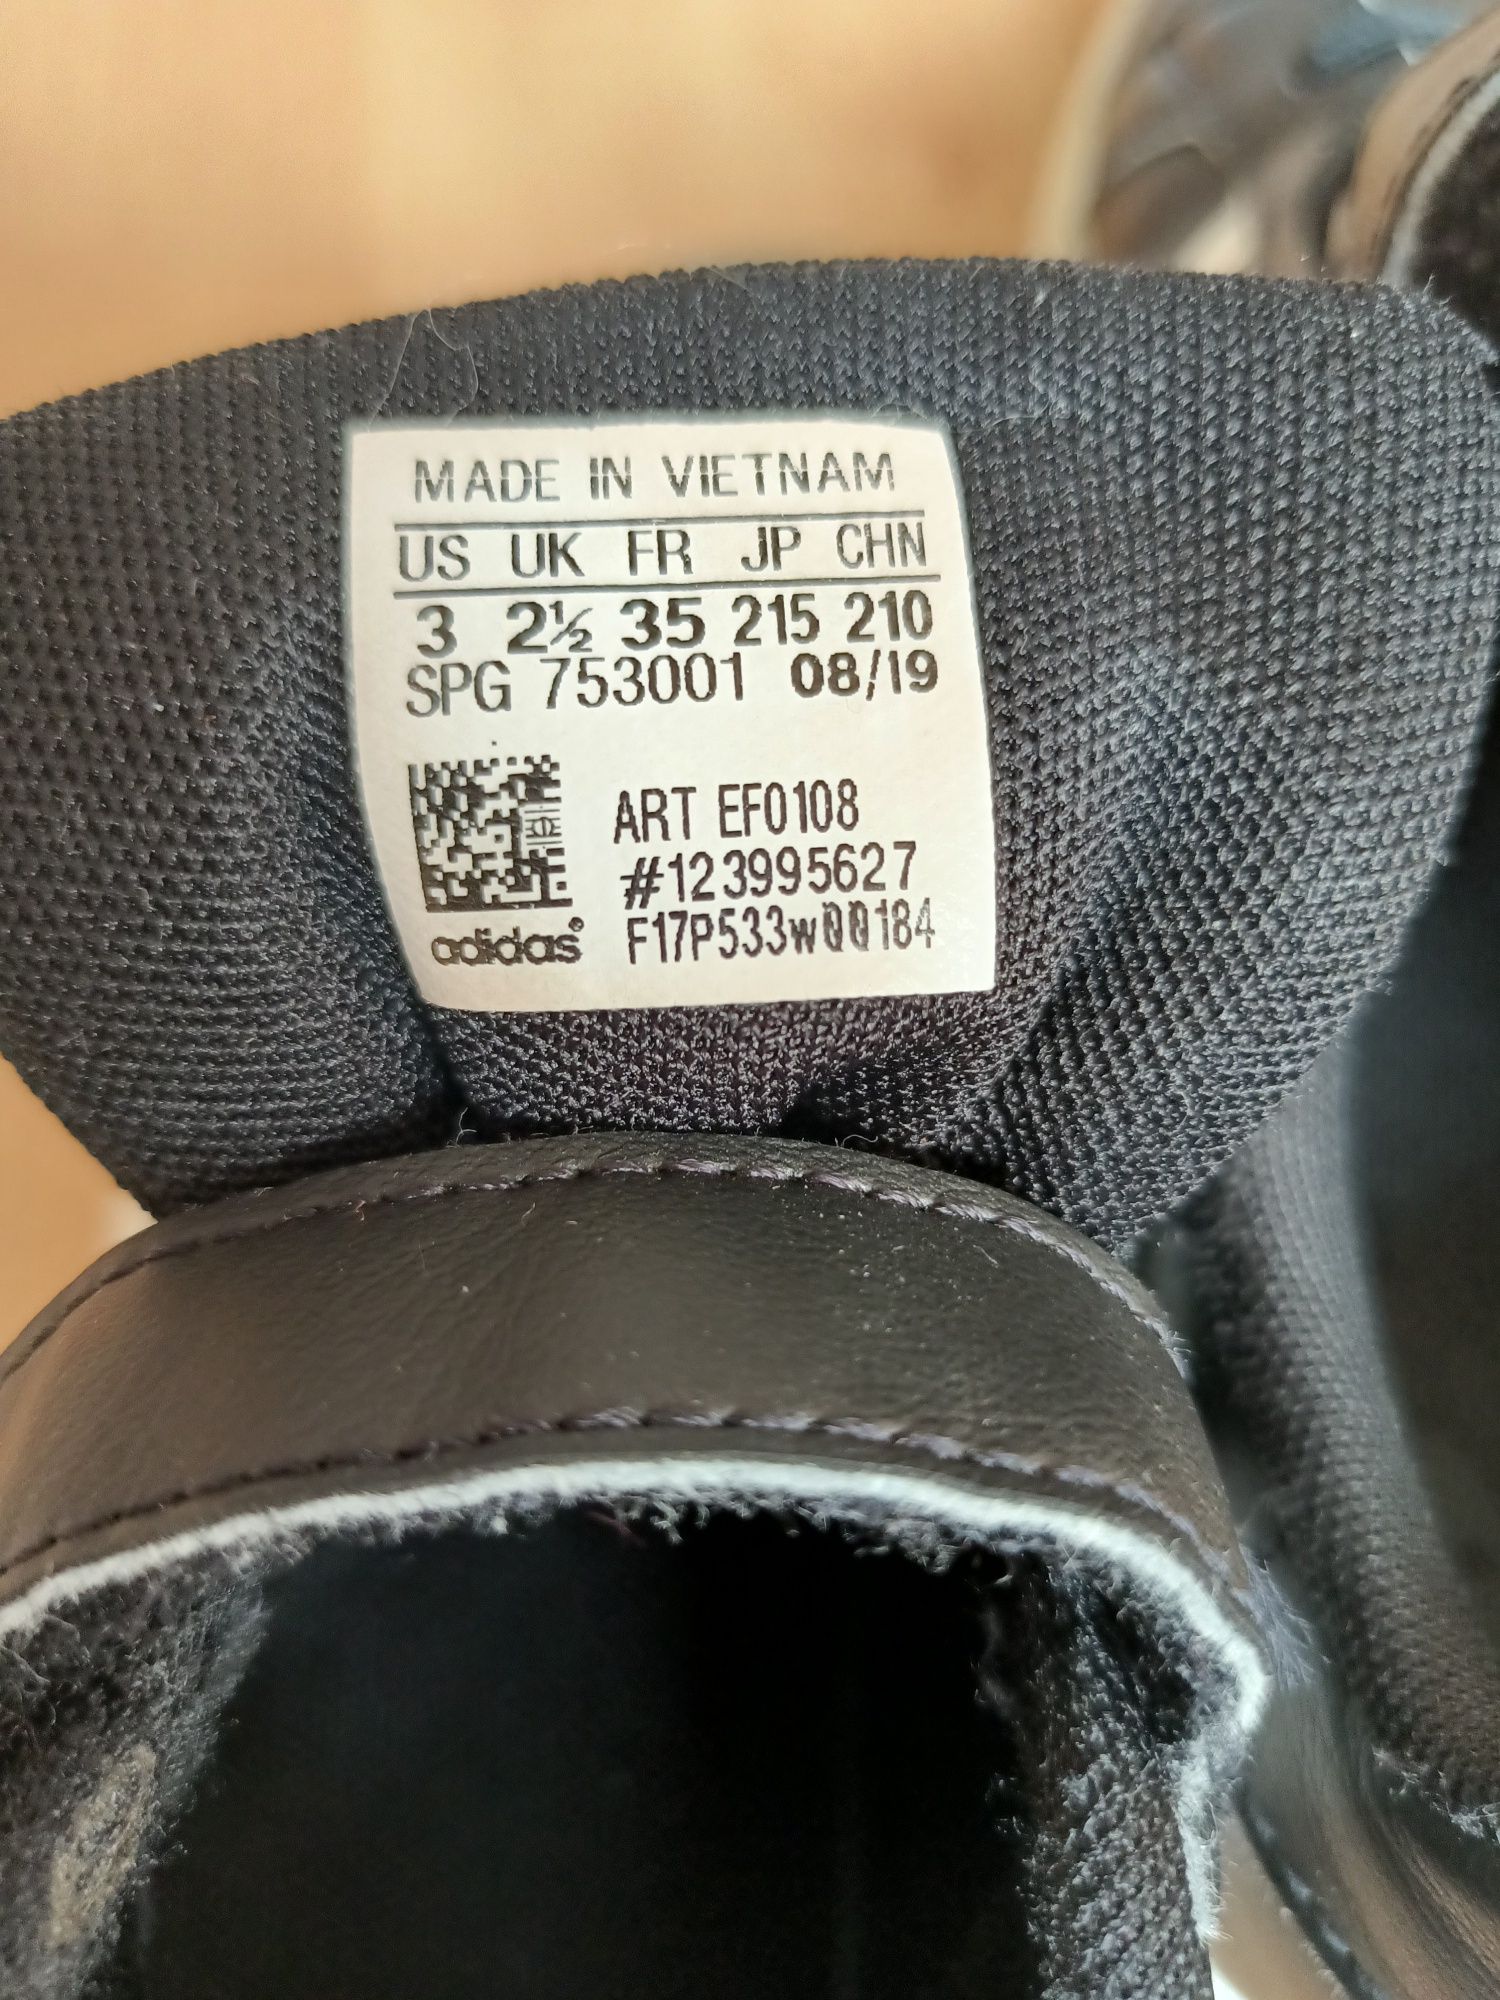 MADE IN VIETNAM
US UK FR JP CHN
3 2½ 35 215 210
SPG 753001 08/19
ART EF0108
#123995627
F17P533w00184
adidas®